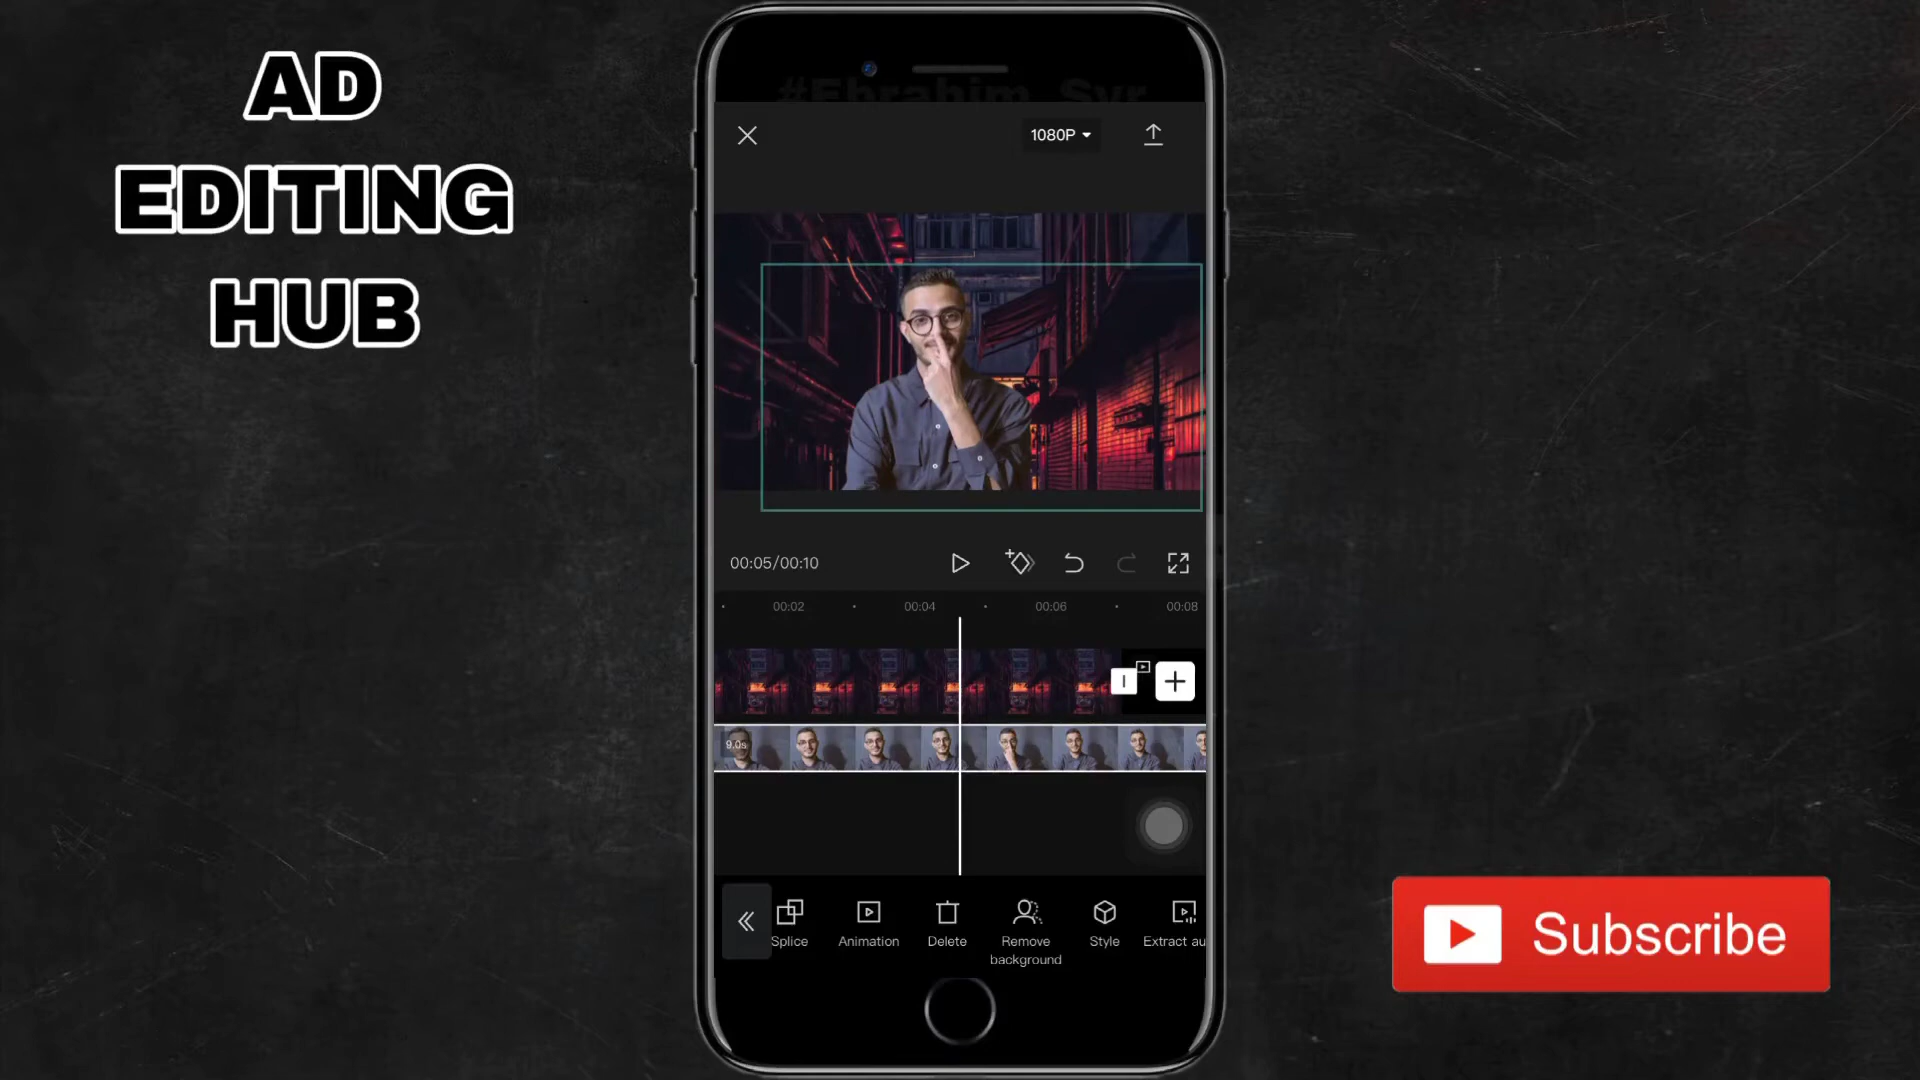 AD
EDITING
HUB
#Ebrahim_Syr
1080P
00:05/00:10
00:02
00:04
00:06
00:08
9.0s
Splice
Animation
Delete
Remove
background
Style
Extract au
Subscribe